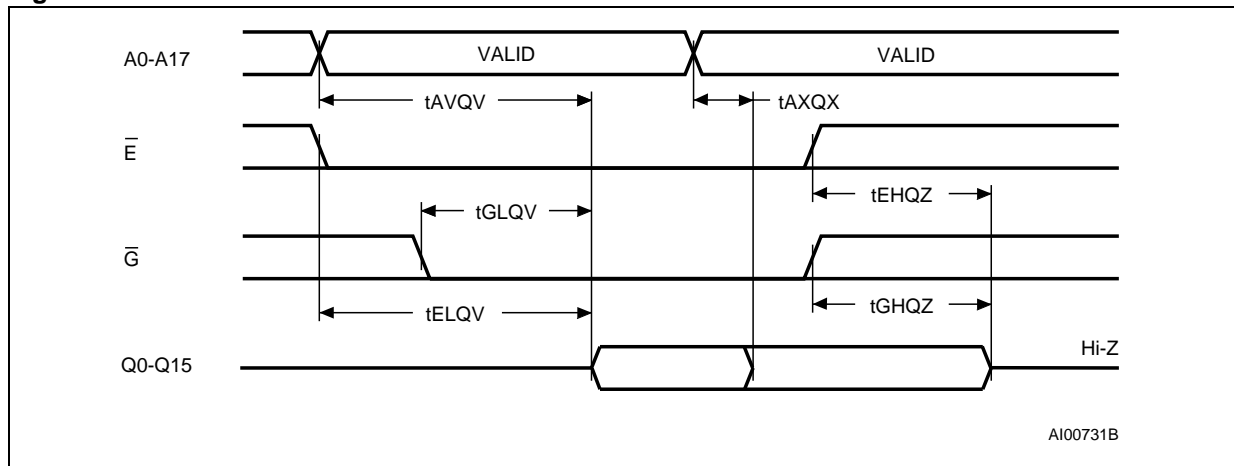 A0-A17
VALID
VALID
tAVQV
tAXQX
E̅
tEHQZ
tGLQV
G̅
tGHQZ
tELQV
Hi-Z
Q0-Q15
AI00731B